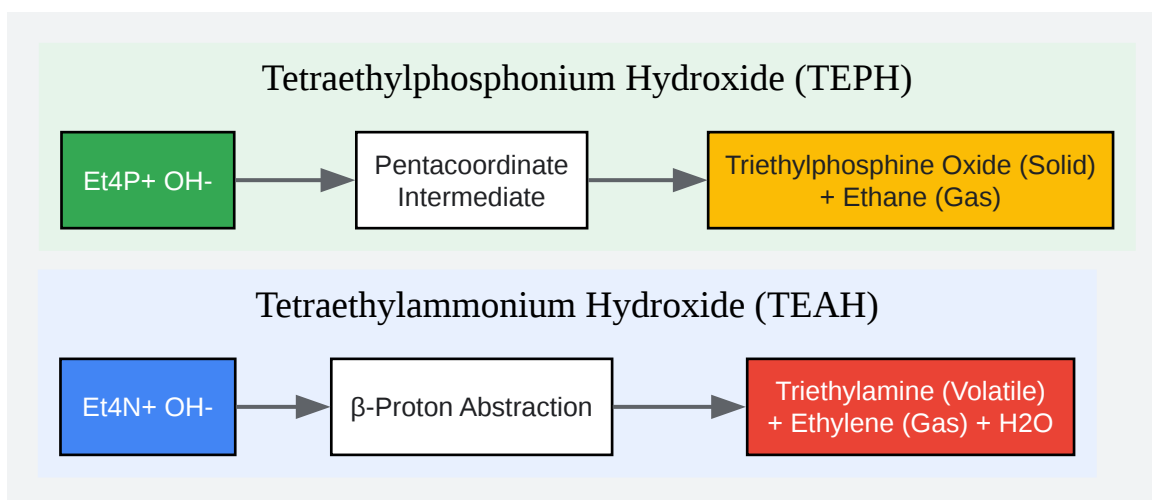 Tetraethylphosphonium Hydroxide (TEPH)
Et4P+ OH-
Pentacoordinate
Intermediate
Triethylphosphine Oxide (Solid)
+ Ethane (Gas)
Tetraethylammonium Hydroxide (TEAH)
Et4N+ OH-
β-Proton Abstraction
Triethylamine (Volatile)
+ Ethylene (Gas) + H2O